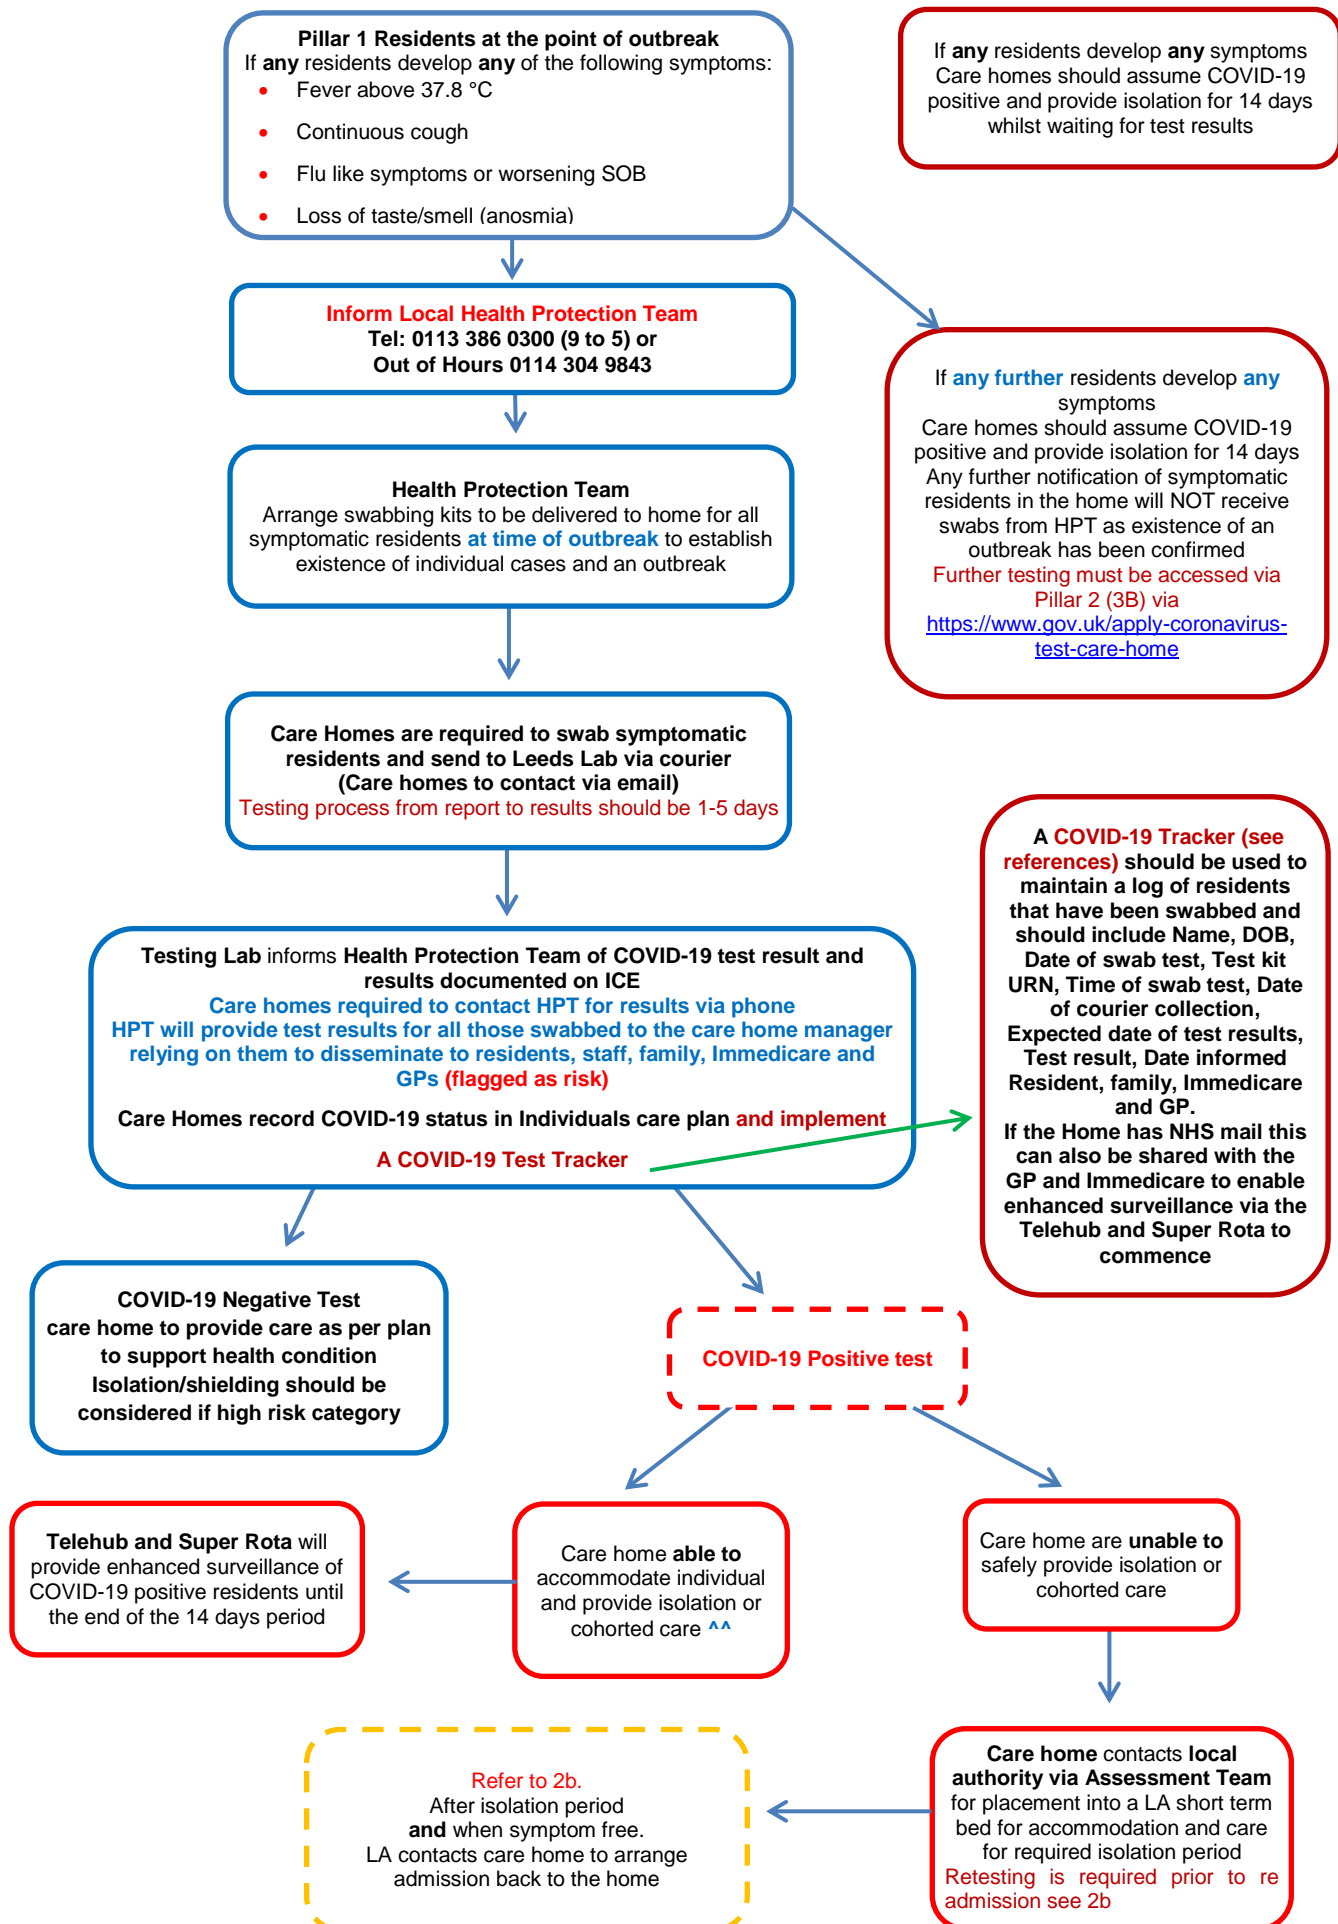 Pillar 1 Residents at the point of outbreak
If any residents develop any of the following symptoms:
• Fever above 37.8 °C
• Continuous cough
• Flu like symptoms or worsening SOB
• Loss of taste/smell (anosmia)
If any residents develop any symptoms
Care homes should assume COVID-19
positive and provide isolation for 14 days
whilst waiting for test results
Inform Local Health Protection Team
Tel: 0113 386 0300 (9 to 5) or
Out of Hours 0114 304 9843
If any further residents develop any
symptoms
Care homes should assume COVID-19
positive and provide isolation for 14 days
Any further notification of symptomatic
residents in the home will NOT receive
swabs from HPT as existence of an
outbreak has been confirmed
Further testing must be accessed via
Pillar 2 (3B) via
https://www.gov.uk/apply-coronavirus-
test-care-home
Health Protection Team
Arrange swabbing kits to be delivered to home for all
symptomatic residents at time of outbreak to establish
existence of individual cases and an outbreak
Care Homes are required to swab symptomatic
residents and send to Leeds Lab via courier
(Care homes to contact via email)
Testing process from report to results should be 1-5 days
A COVID-19 Tracker (see
references) should be used to
maintain a log of residents
that have been swabbed and
should include Name, DOB,
Date of swab test, Test kit
URN, Time of swab test, Date
of courier collection,
Expected date of test results,
Test result, Date informed
Resident, family, Immedicare
and GP.
If the Home has NHS mail this
can also be shared with the
GP and Immedicare to enable
enhanced surveillance via the
Telehub and Super Rota to
commence
Testing Lab informs Health Protection Team of COVID-19 test result and
results documented on ICE
Care homes required to contact HPT for results via phone
HPT will provide test results for all those swabbed to the care home manager
relying on them to disseminate to residents, staff, family, Immedicare and
GPs (flagged as risk)
Care Homes record COVID-19 status in Individuals care plan and implement
A COVID-19 Test Tracker
COVID-19 Negative Test
care home to provide care as per plan
to support health condition
Isolation/shielding should be
considered if high risk category
COVID-19 Positive test
Telehub and Super Rota will
provide enhanced surveillance of
COVID-19 positive residents until
the end of the 14 days period
Care home able to
accommodate individual
and provide isolation or
cohorted care ^^
Care home are unable to
safely provide isolation or
cohorted care
Refer to 2b.
After isolation period
and when symptom free.
LA contacts care home to arrange
admission back to the home
Care home contacts local
authority via Assessment Team
for placement into a LA short term
bed for accommodation and care
for required isolation period
Retesting is required prior to re
admission see 2b